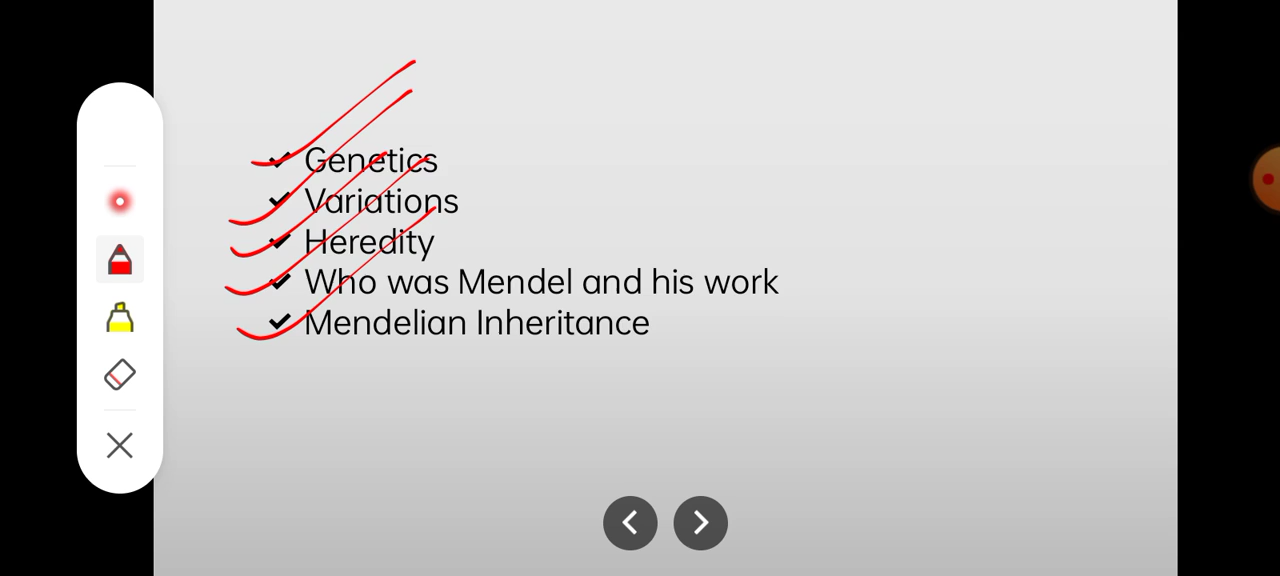 Genetics
Variations
Heredity
Who was Mendel and his work
Mendelian Inheritance